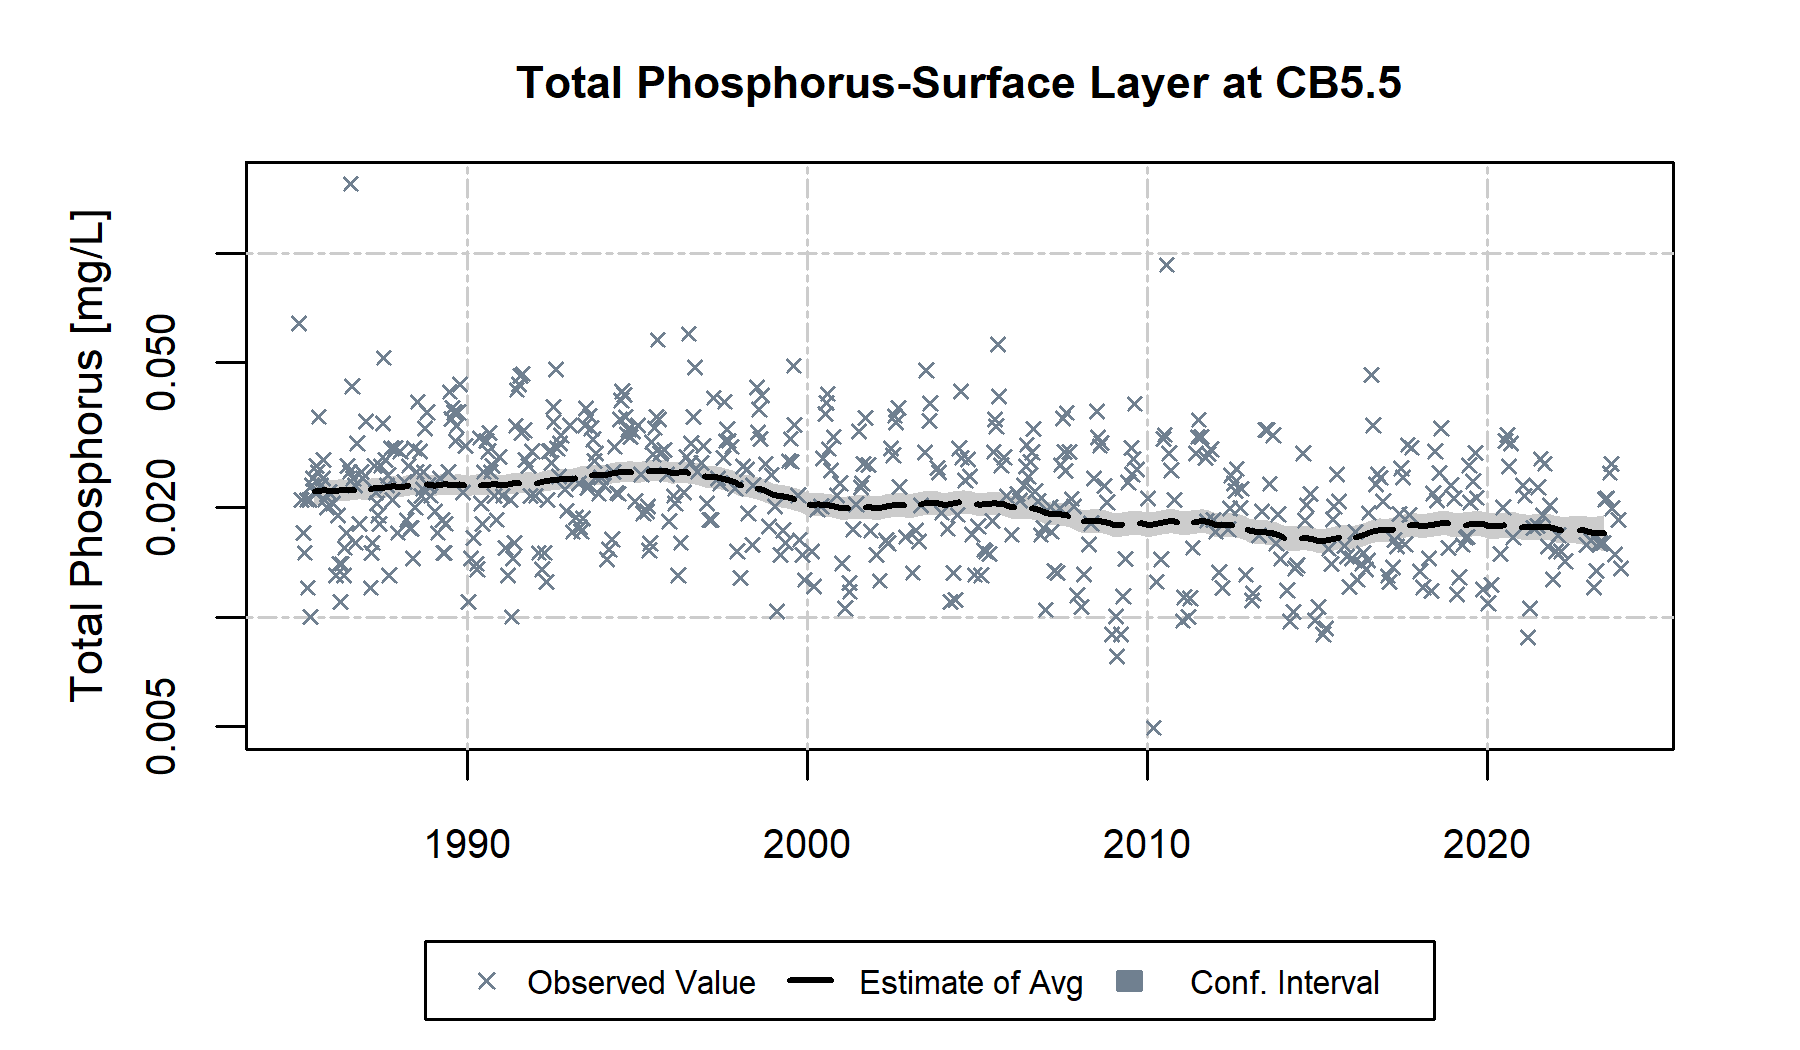 Total Phosphorus-Surface Layer at CB5.5
Total Phosphorus [mg/L]
0.050
0.020
0.005
1990 2000 2010 2020
Observed Value Estimate of Avg Conf. Interval